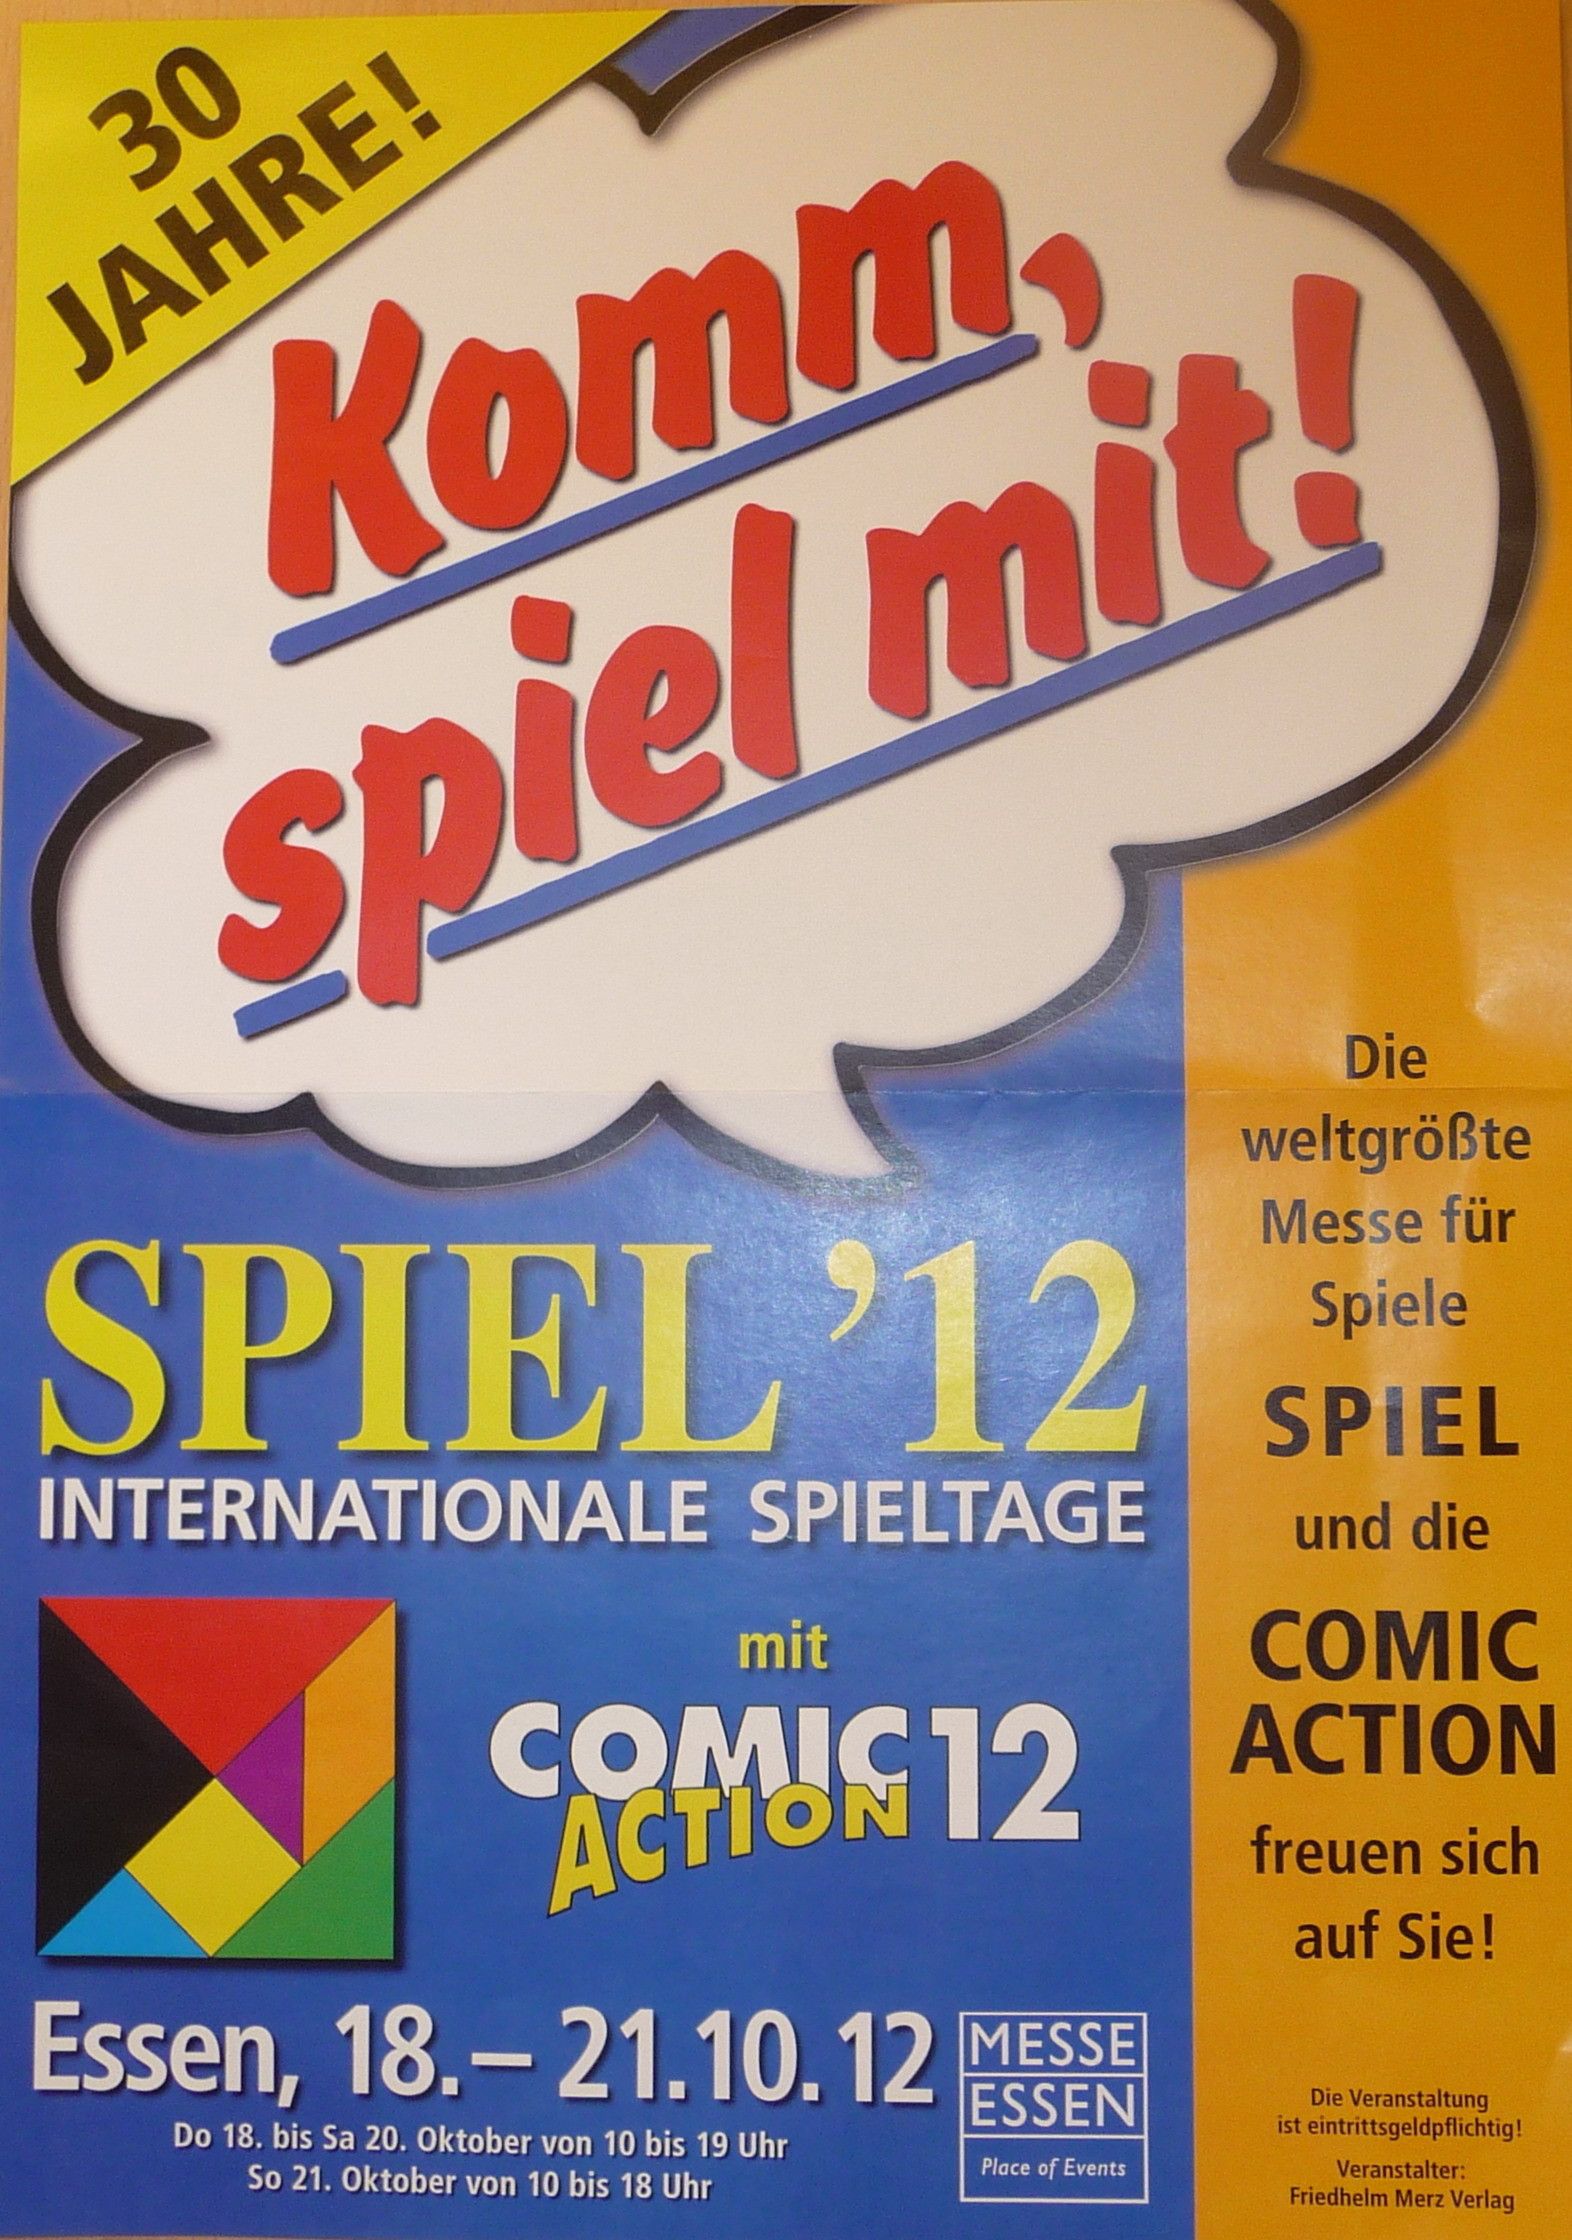 30
JAHRE!
Komm,
spiel mit!
SPIEL ’12
INTERNATIONALE SPIELTAGE
mit
COMIC 12
ACTION
Essen, 18.– 21.10.12
Do 18. bis Sa 20. Oktober von 10 bis 19 Uhr
So 21. Oktober von 10 bis 18 Uhr
MESSE
ESSEN
Place of Events
Die
weltgrößte
Messe für
Spiele
SPIEL
und die
COMIC
ACTION
freuen sich
auf Sie!
Die Veranstaltung
ist eintrittsgeldpflichtig!
Veranstalter:
Friedhelm Merz Verlag